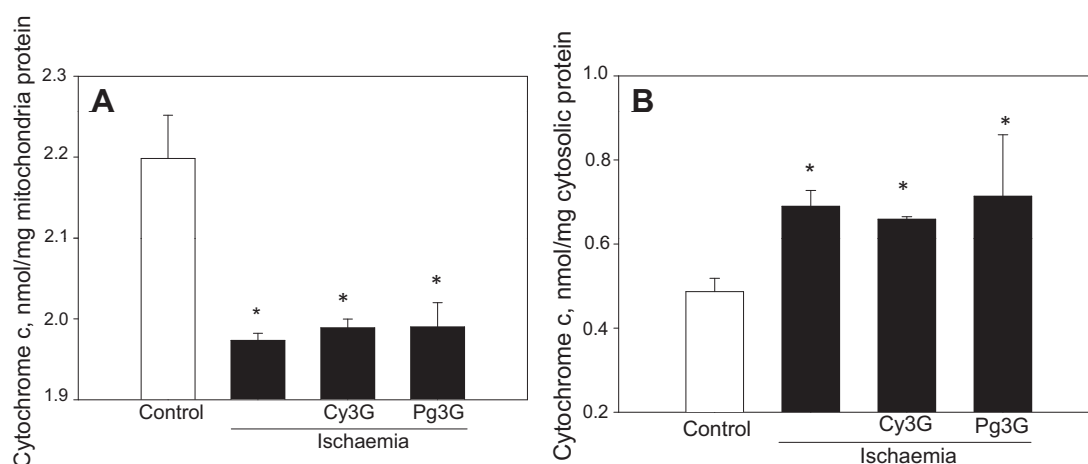 A
Cytochrome c, nmol/mg mitochondria protein
2.3
2.2
2.1
2.0
1.9
*
*
*
Control
Cy3G
Pg3G
Ischaemia
B
Cytochrome c, nmol/mg cytosolic protein
1.0
0.8
0.6
0.4
0.2
*
*
*
Control
Cy3G
Pg3G
Ischaemia